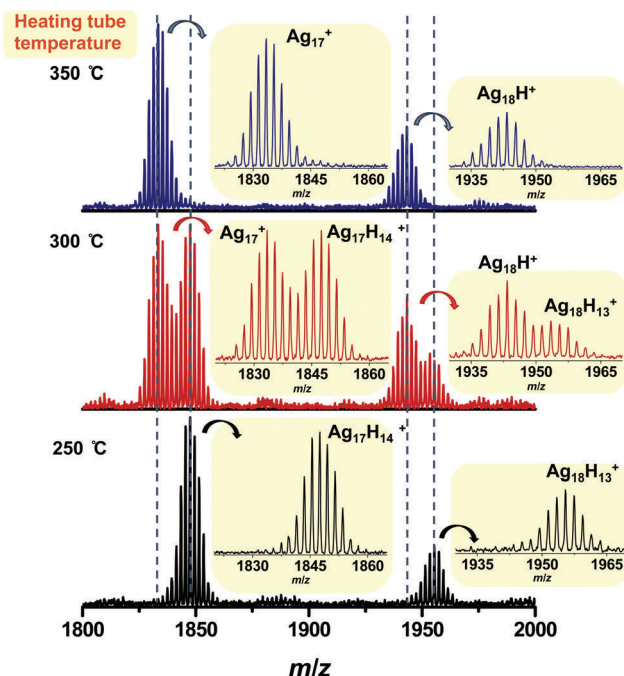 Heating tube
temperature
350 ℃
Ag₁₇⁺
1830 1845 1860
m/z
Ag₁₈H⁺
1935 1950 1965
m/z
300 ℃
Ag₁₇⁺ Ag₁₇H₁₄⁺
1830 1845 1860
m/z
Ag₁₈H⁺
Ag₁₈H₁₃⁺
1935 1950 1965
m/z
250 ℃
Ag₁₇H₁₄⁺
1830 1845 1860
m/z
Ag₁₈H₁₃⁺
1935 1950 1965
m/z
1800 1850 1900 1950 2000
m/z